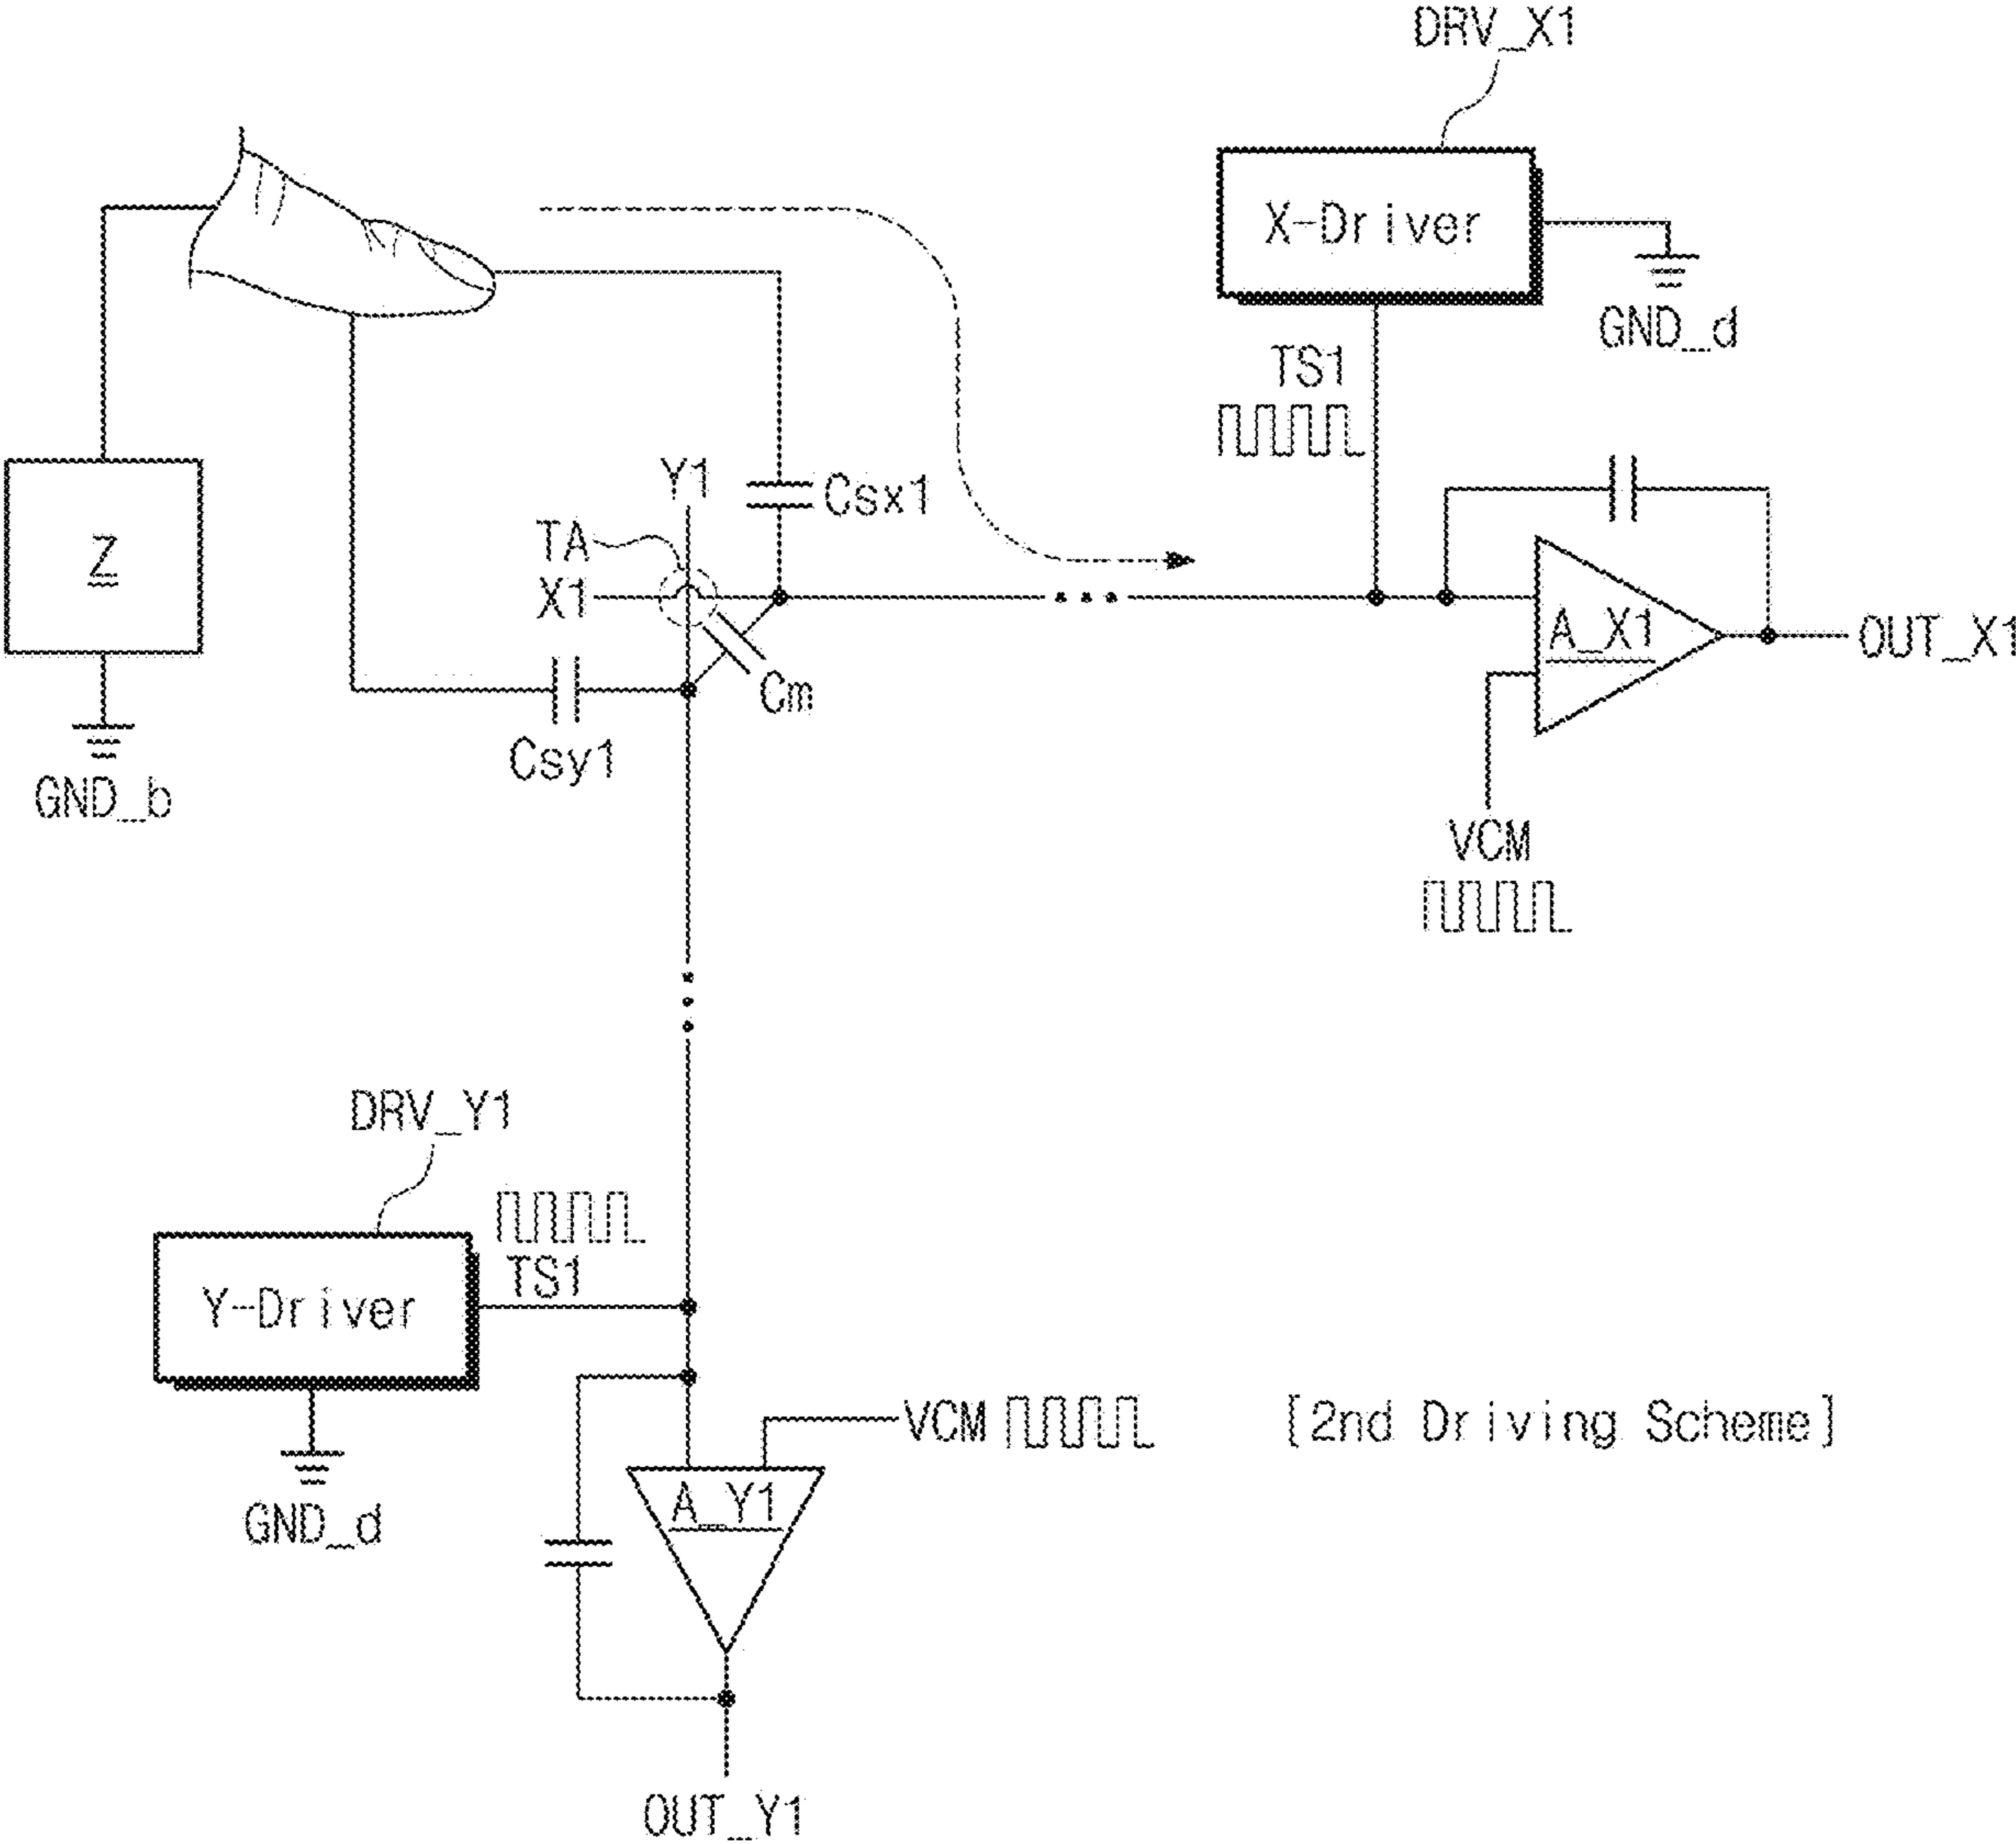 DRV_X1
X-Driver
GND_d
TS1
Y1
Csx1
TA
X1
Z
A_X1
OUT_X1
Cm
Csy1
GND_b
VCM
DRV_Y1
TS1
Y-Driver
VCM
[2nd Driving Scheme]
A_Y1
GND_d
OUT_Y1